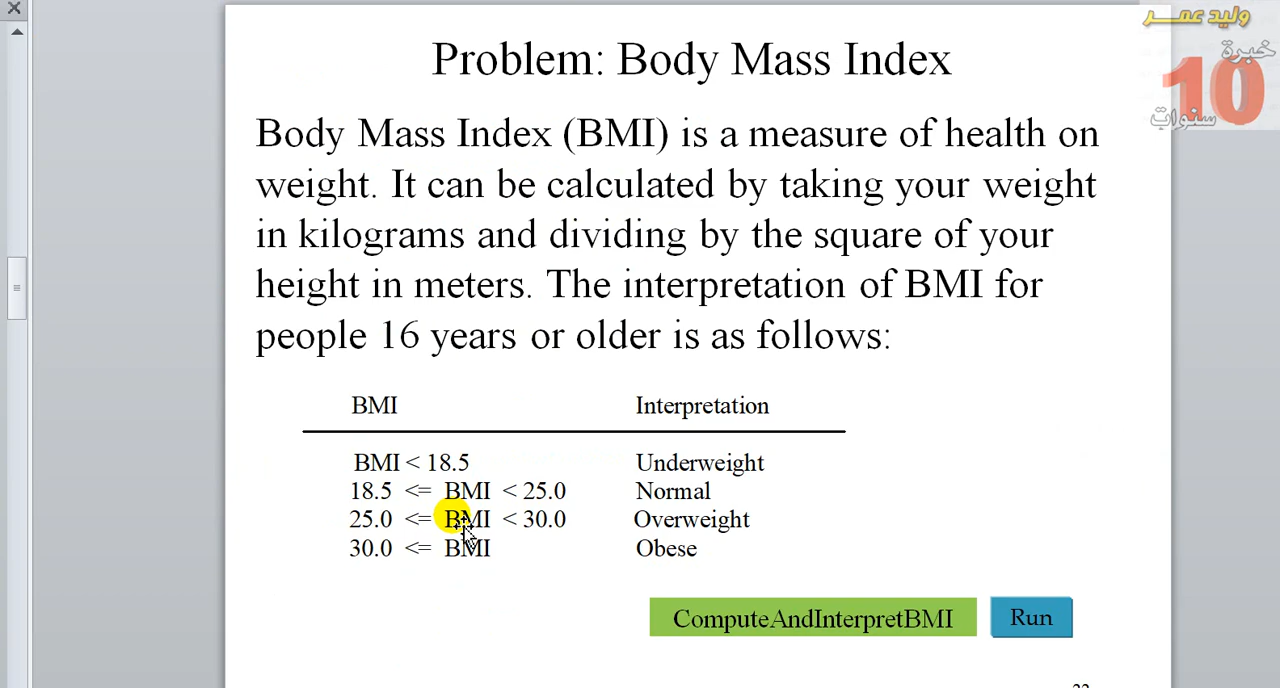 وليد عمر
خبرة
10
سنوات
Problem: Body Mass Index
Body Mass Index (BMI) is a measure of health on
weight. It can be calculated by taking your weight
in kilograms and dividing by the square of your
height in meters. The interpretation of BMI for
people 16 years or older is as follows:
BMI Interpretation
BMI < 18.5 Underweight
18.5 <= BMI < 25.0 Normal
25.0 <= BMI < 30.0 Overweight
30.0 <= BMI Obese
ComputeAndInterpretBMI Run